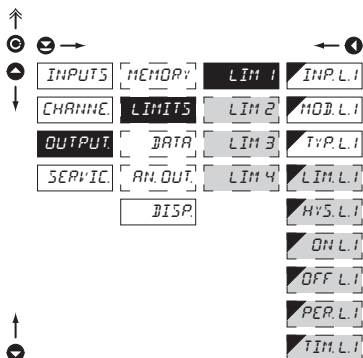 INPUTS MEMORY LIM 1 INP. L.1
CHANNE. LIMITS LIM 2 MOD. L.1
OUTPUT. DATA LIM 3 TYP. L.1
SERVIC. AN. OUT. LIM 4 LIM. L.1
DISP. HYS. L.1
ON L.1
OFF L.1
PER. L.1
TIM. L.1